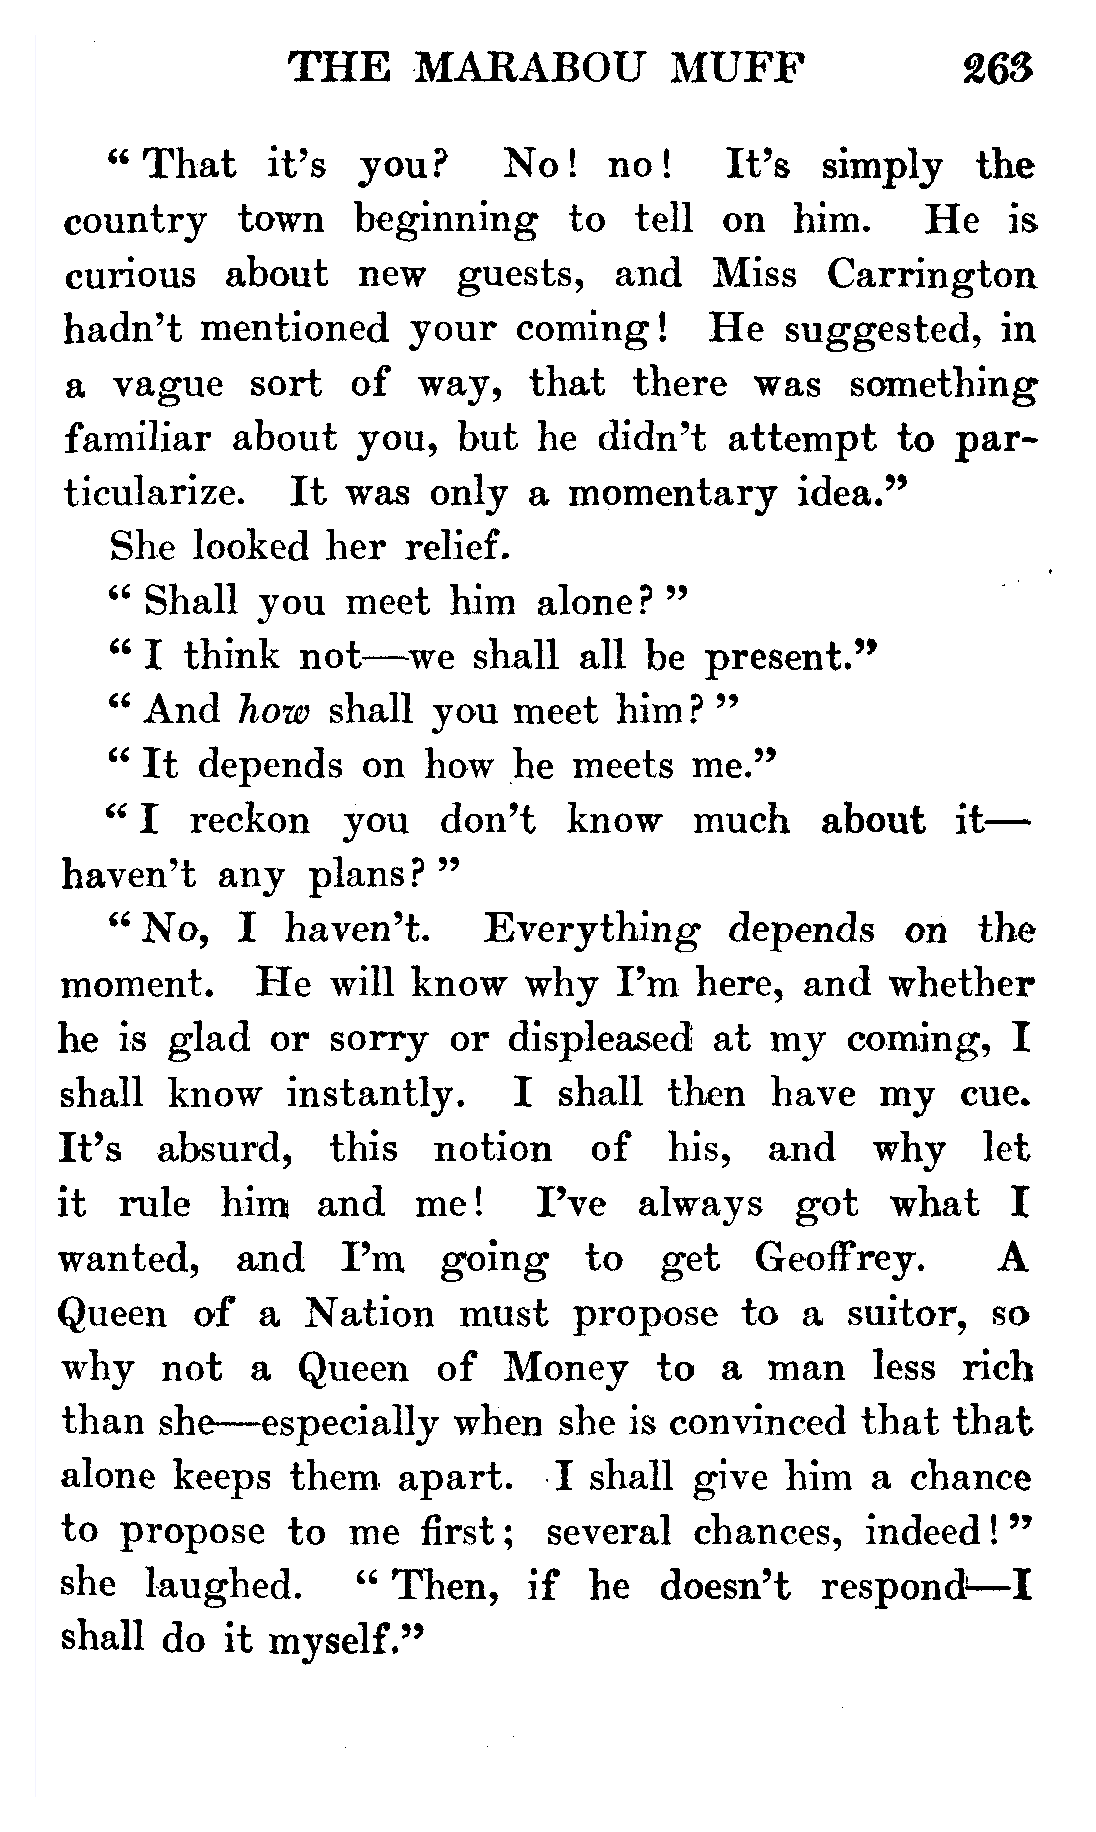 THE MARABOU MUFF 263
“ That it’s you? No! no! It’s simply the
country town beginning to tell on him. He is
curious about new guests, and Miss Carrington
hadn’t mentioned your coming! He suggested, in
a vague sort of way, that there was something
familiar about you, but he didn’t attempt to par-
ticularize. It was only a momentary idea.”
She looked her relief.
“ Shall you meet him alone? ”
“ I think not—we shall all be present.”
“ And how shall you meet him? ”
“ It depends on how he meets me.”
“ I reckon you don’t know much about it—
haven’t any plans? ”
“ No, I haven’t. Everything depends on the
moment. He will know why I’m here, and whether
he is glad or sorry or displeased at my coming, I
shall know instantly. I shall then have my cue.
It’s absurd, this notion of his, and why let
it rule him and me! I’ve always got what I
wanted, and I’m going to get Geoffrey. A
Queen of a Nation must propose to a suitor, so
why not a Queen of Money to a man less rich
than she—especially when she is convinced that that
alone keeps them apart. I shall give him a chance
to propose to me first; several chances, indeed! ”
she laughed. “ Then, if he doesn’t respond—I
shall do it myself.”